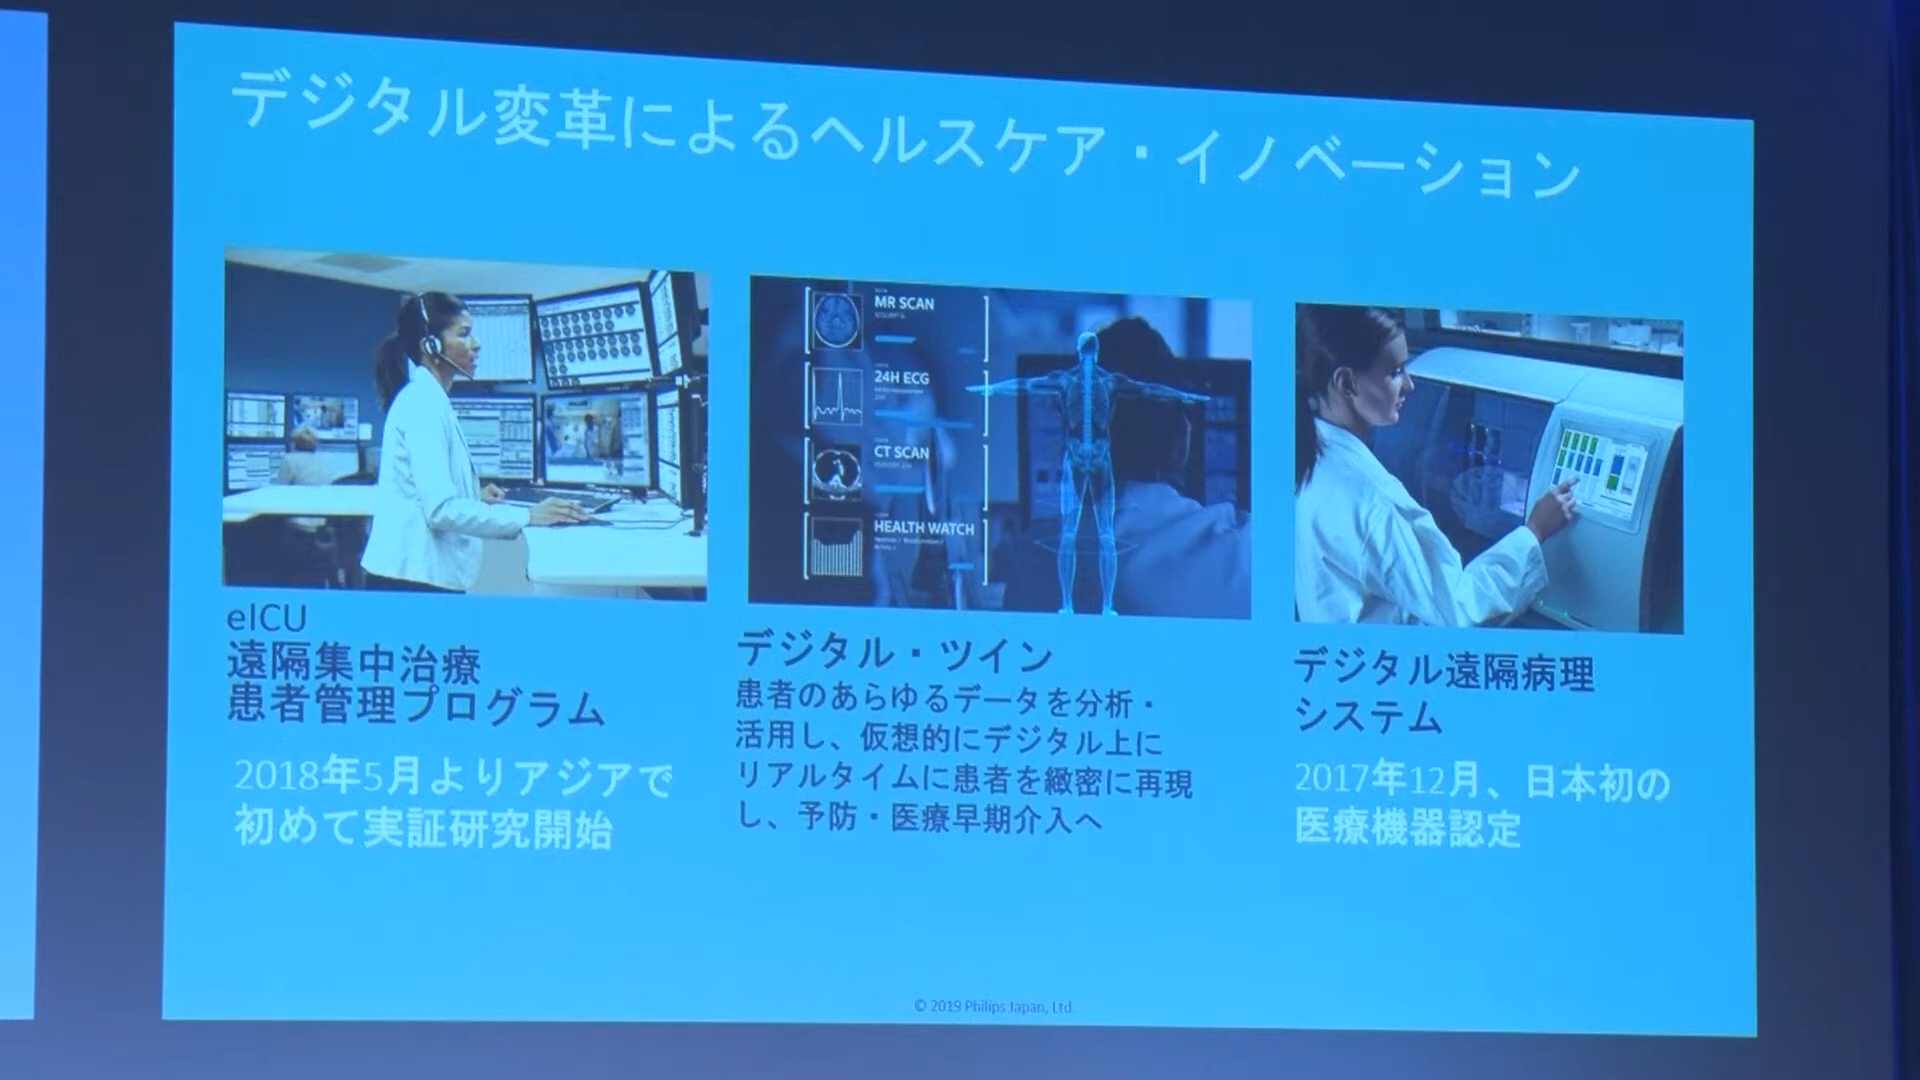 デジタル変革によるヘルスケア・イノベーション
MR SCAN
24H ECG
CT SCAN
HEALTH WATCH
eICU
遠隔集中治療
患者管理プログラム
2018年5月よりアジアで
初めて実証研究開始
デジタル・ツイン
患者のあらゆるデータを分析・
活用し、仮想的にデジタル上に
リアルタイムに患者を緻密に再現
し、予防・医療早期介入へ
デジタル遠隔病理
システム
2017年12月、日本初の
医療機器認定
© 2019 Philips Japan, Ltd.